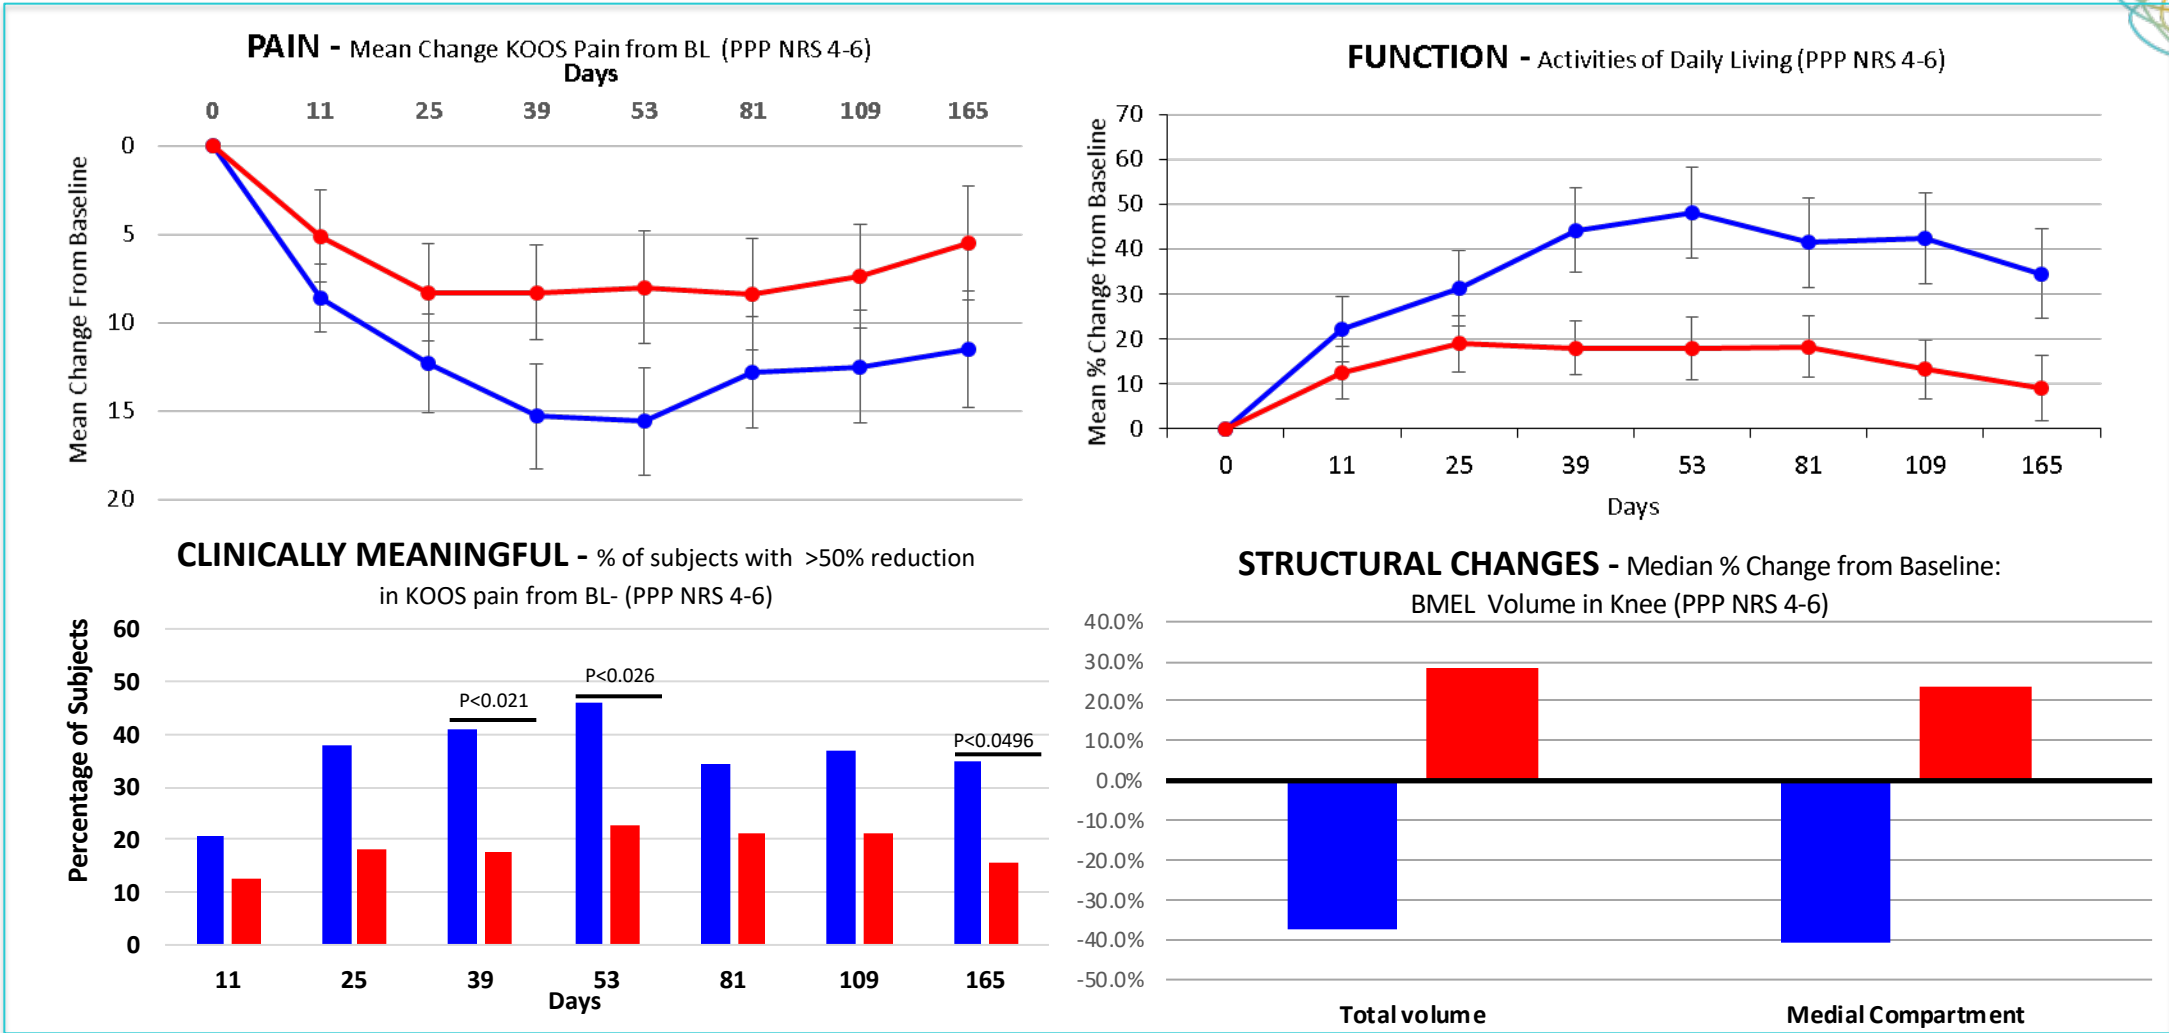 PAIN - Mean Change KOOS Pain from BL (PPP NRS 4-6)
Days
0 11 25 39 53 81 109 165
Mean Change From Baseline
0
5
10
15
20
FUNCTION - Activities of Daily Living (PPP NRS 4-6)
Mean % Change from Baseline
70
60
50
40
30
20
10
0
0 11 25 39 53 81 109 165
Days
CLINICALLY MEANINGFUL - % of subjects with >50% reduction
in KOOS pain from BL- (PPP NRS 4-6)
Percentage of Subjects
60
50
40
30
20
10
0
P<0.021
P<0.026
P<0.0496
11 25 39 53 81 109 165
Days
STRUCTURAL CHANGES - Median % Change from Baseline:
BMEL Volume in Knee (PPP NRS 4-6)
40.0%
30.0%
20.0%
10.0%
0.0%
-10.0%
-20.0%
-30.0%
-40.0%
-50.0%
Total volume Medial Compartment